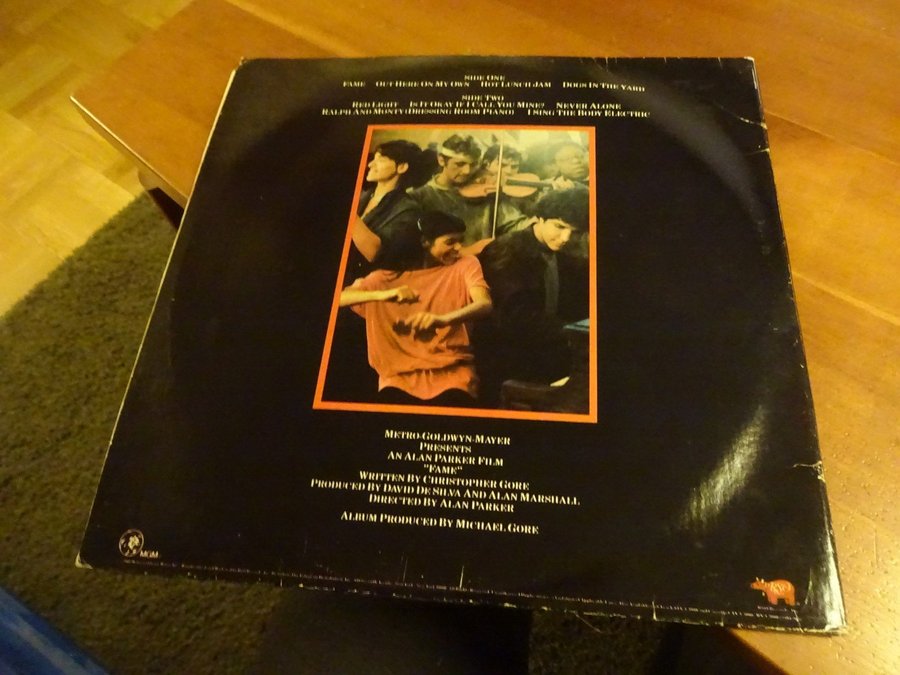 SIDE ONE
FAME OUT HERE ON MY OWN HOT LUNCH JAM DOGS IN THE YARD
SIDE TWO
RED LIGHT IS IT OKAY IF I CALL YOU MINE? NEVER ALONE
RALPH AND MONTY (DRESSING ROOM PIANO) I SING THE BODY ELECTRIC
METRO-GOLDWYN-MAYER
PRESENTS
AN ALAN PARKER FILM
"FAME"
WRITTEN BY CHRISTOPHER GORE
PRODUCED BY DAVID DE SILVA AND ALAN MARSHALL
DIRECTED BY ALAN PARKER
ALBUM PRODUCED BY MICHAEL GORE
MGM
RSO